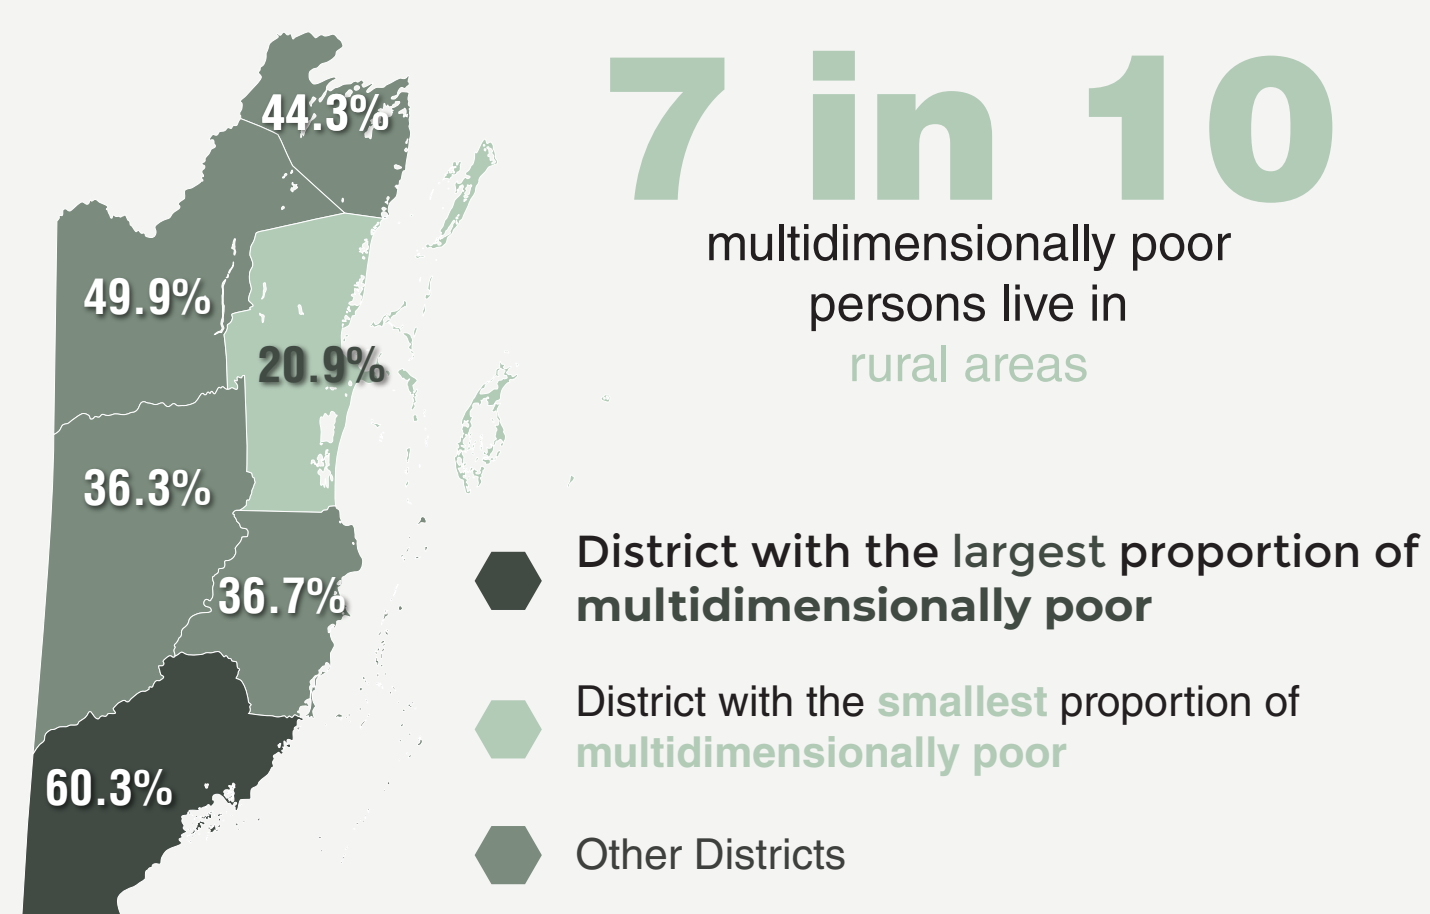 44.3%
49.9%
20.9%
36.3%
36.7%
60.3%
7 in 10
multidimensionally poor
persons live in
rural areas
District with the largest proportion of
multidimensionally poor
District with the smallest proportion of
multidimensionally poor
Other Districts